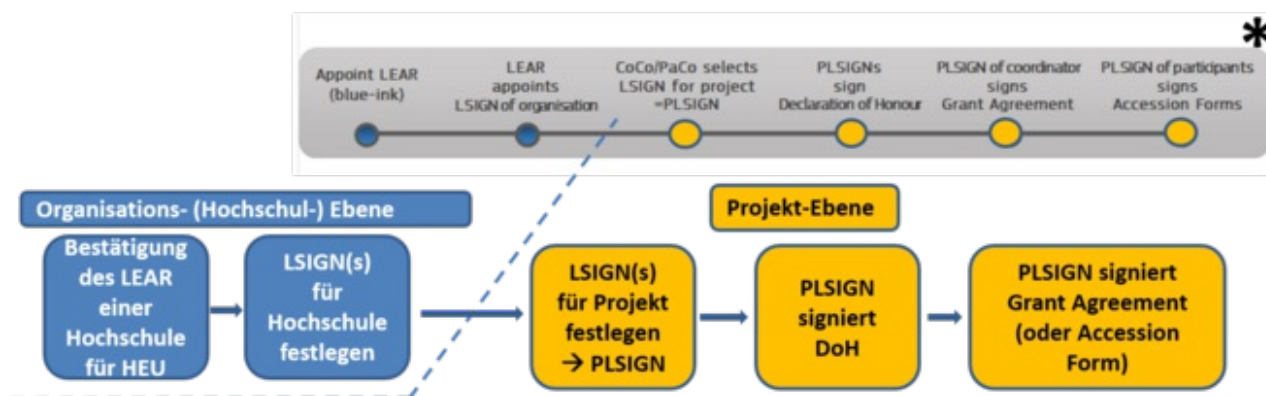 *
Appoint LEAR
(blue-ink)
LEAR
appoints
LSIGN of organisation
CoCo/PaCo selects
LSIGN for project
=PLSIGN
PLSIGNs
sign
Declaration of Honour
PLSIGN of coordinator
signs
Grant Agreement
PLSIGN of participants
signs
Accession Forms
Organisations- (Hochschul-) Ebene
Projekt-Ebene
Bestätigung
des LEAR
einer
Hochschule
für HEU
LSIGN(s)
für
Hochschule
festlegen
LSIGN(s)
für Projekt
festlegen
→ PLSIGN
PLSIGN
signiert
DoH
PLSIGN signiert
Grant Agreement
(oder Accession
Form)